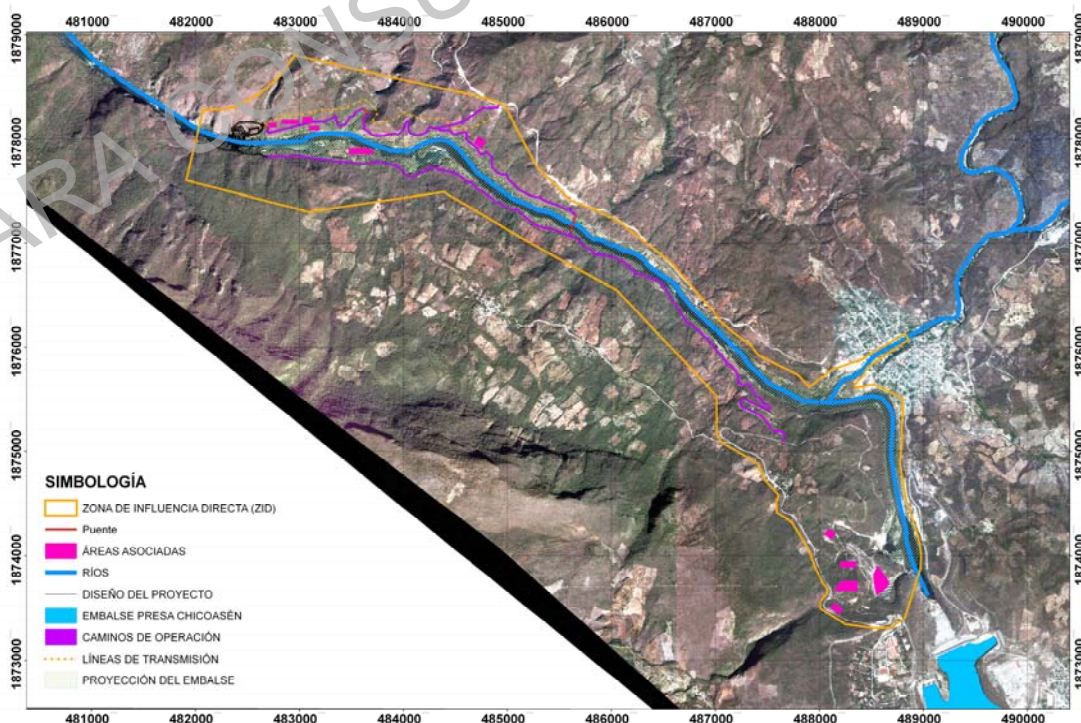 481000 482000 483000 484000 485000 486000 487000 488000 489000 490000
1879000 1879000
1878000 1878000
1877000 1877000
1876000 1876000
1875000 1875000
1874000 1874000
1873000 1873000
ARA CONSU
SIMBOLOGÍA
ZONA DE INFLUENCIA DIRECTA (ZID)
Puente
ÁREAS ASOCIADAS
RÍOS
DISEÑO DEL PROYECTO
EMBALSE PRESA CHICOASÉN
CAMINOS DE OPERACIÓN
LÍNEAS DE TRANSMISIÓN
PROYECCIÓN DEL EMBALSE
481000 482000 483000 484000 485000 486000 487000 488000 489000 490000